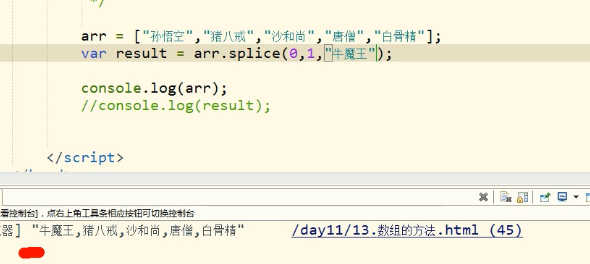 */
arr = ["孙悟空","猪八戒","沙和尚","唐僧","白骨精"];
var result = arr.splice(0,1,"牛魔王");
console.log(arr);
//console.log(result);
</script>
看控制台]，点右上角工具条相应按钮可切换控制台
器] "牛魔王,猪八戒,沙和尚,唐僧,白骨精" /day11/13.数组的方法.html (45)